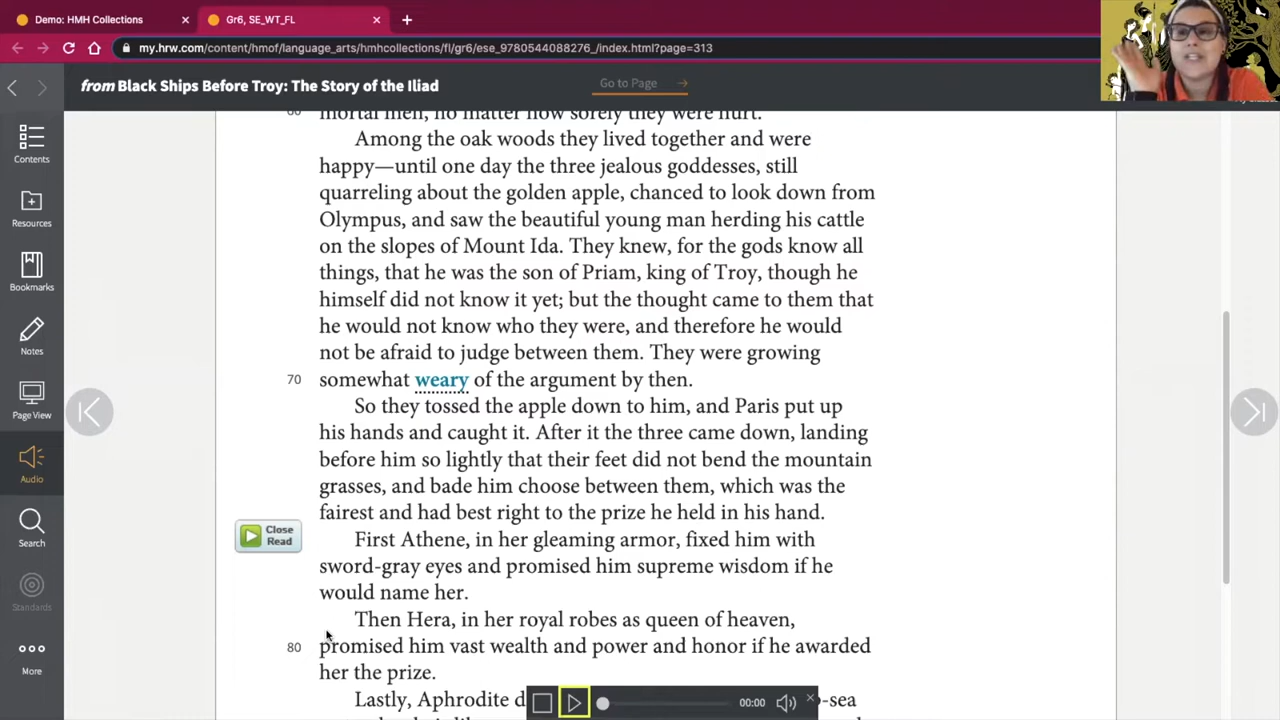 Demo: HMH Collections
Gr6, SE_WT_FL
my.hrw.com/content/hmof/language_arts/hmhcollections/fl/gr6/ese_9780544088276_/index.html?page=313
from Black Ships Before Troy: The Story of the Iliad
Go to Page
Contents
Resources
Bookmarks
Notes
Page View
Audio
Search
Standards
More
60 mortal men, no matter how sorely they were hurt.
Among the oak woods they lived together and were
happy—until one day the three jealous goddesses, still
quarreling about the golden apple, chanced to look down from
Olympus, and saw the beautiful young man herding his cattle
on the slopes of Mount Ida. They knew, for the gods know all
things, that he was the son of Priam, king of Troy, though he
himself did not know it yet; but the thought came to them that
he would not know who they were, and therefore he would
not be afraid to judge between them. They were growing
70 somewhat weary of the argument by then.
So they tossed the apple down to him, and Paris put up
his hands and caught it. After it the three came down, landing
before him so lightly that their feet did not bend the mountain
grasses, and bade him choose between them, which was the
fairest and had best right to the prize he held in his hand.
Close
Read
First Athene, in her gleaming armor, fixed him with
sword-gray eyes and promised him supreme wisdom if he
would name her.
Then Hera, in her royal robes as queen of heaven,
80 promised him vast wealth and power and honor if he awarded
her the prize.
Lastly, Aphrodite d
-sea
00:00